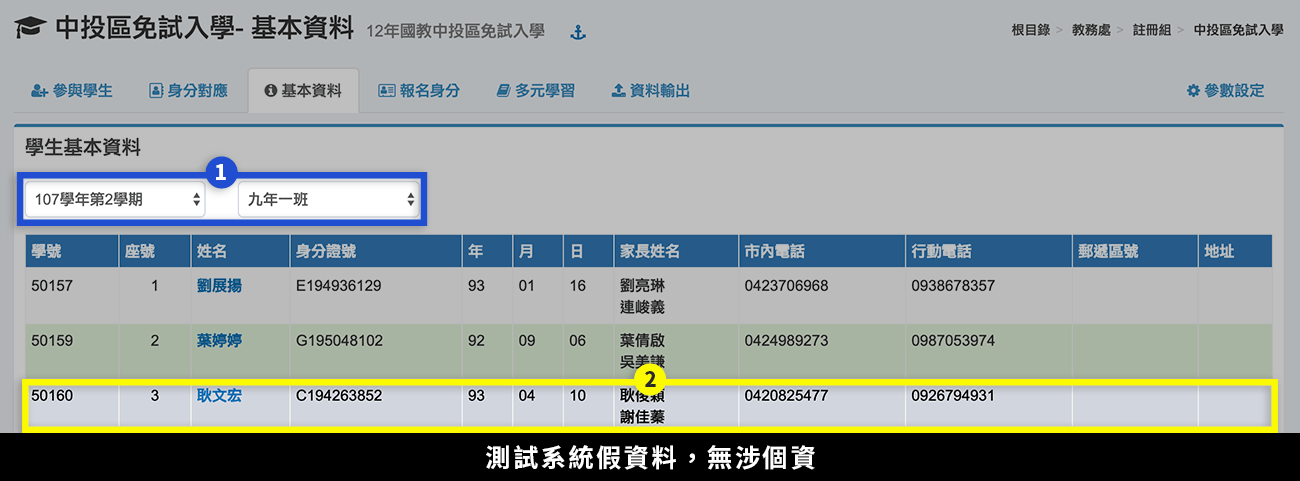 中投區免試入學- 基本資料 12年國教中投區免試入學
根目錄 > 教務處 > 註冊組 > 中投區免試入學
參與學生 身分對應 基本資料 報名身分 多元學習 資料輸出 參數設定
學生基本資料
1
107學年第2學期 九年一班
學號 座號 姓名 身分證號 年 月 日 家長姓名 市內電話 行動電話 郵遞區號 地址
50157 1 劉展揚 E194936129 93 01 16 劉亮琳 0423706968 0938678357
連峻義
50159 2 葉婷婷 G195048102 92 09 06 葉倩啟 0424989273 0987053974
吳美謙
2
50160 3 耿文宏 C194263852 93 04 10 耿俊穎 0420825477 0926794931
謝佳蓁
測試系統假資料，無涉個資